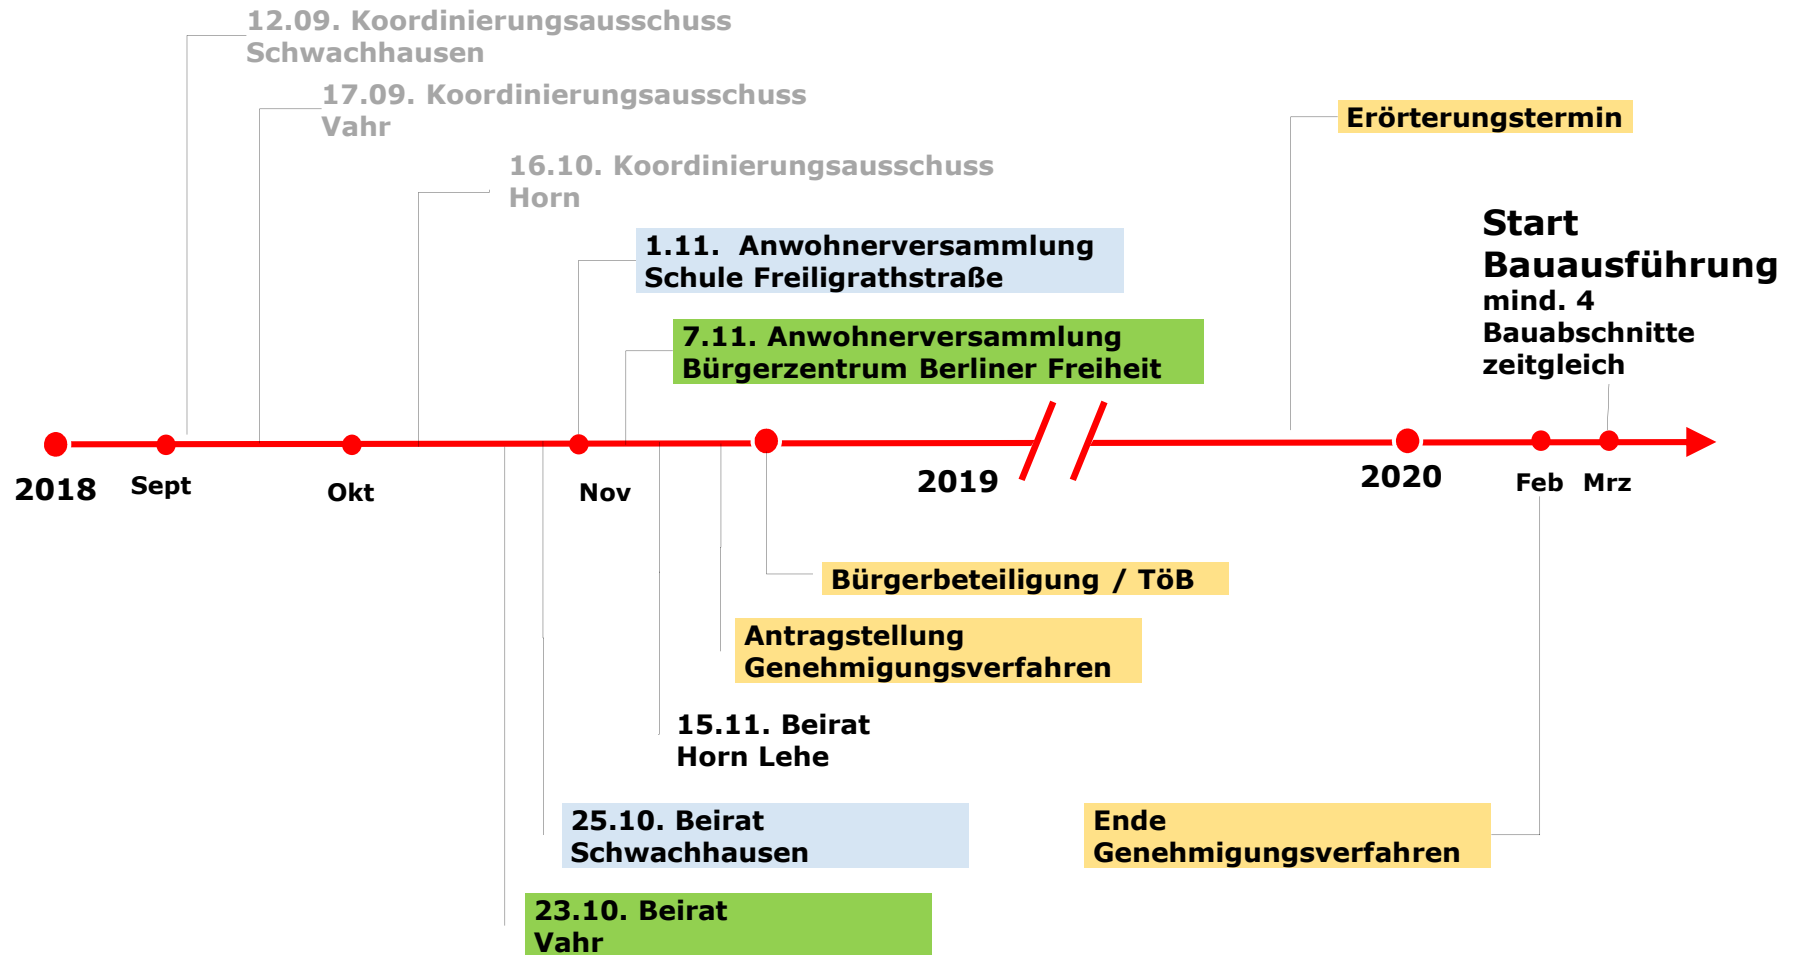 12.09. Koordinierungsausschuss
Schwachhausen
17.09. Koordinierungsausschuss
Vahr
16.10. Koordinierungsausschuss
Horn
1.11. Anwohnerversammlung
Schule Freiligrathstraße
7.11. Anwohnerversammlung
Bürgerzentrum Berliner Freiheit
Erörterungstermin
Start
Bauausführung
mind. 4
Bauabschnitte
zeitgleich
2018
Sept
Okt
Nov
2019
2020
Feb
Mrz
Bürgerbeteiligung / TöB
Antragstellung
Genehmigungsverfahren
15.11. Beirat
Horn Lehe
25.10. Beirat
Schwachhausen
Ende
Genehmigungsverfahren
23.10. Beirat
Vahr